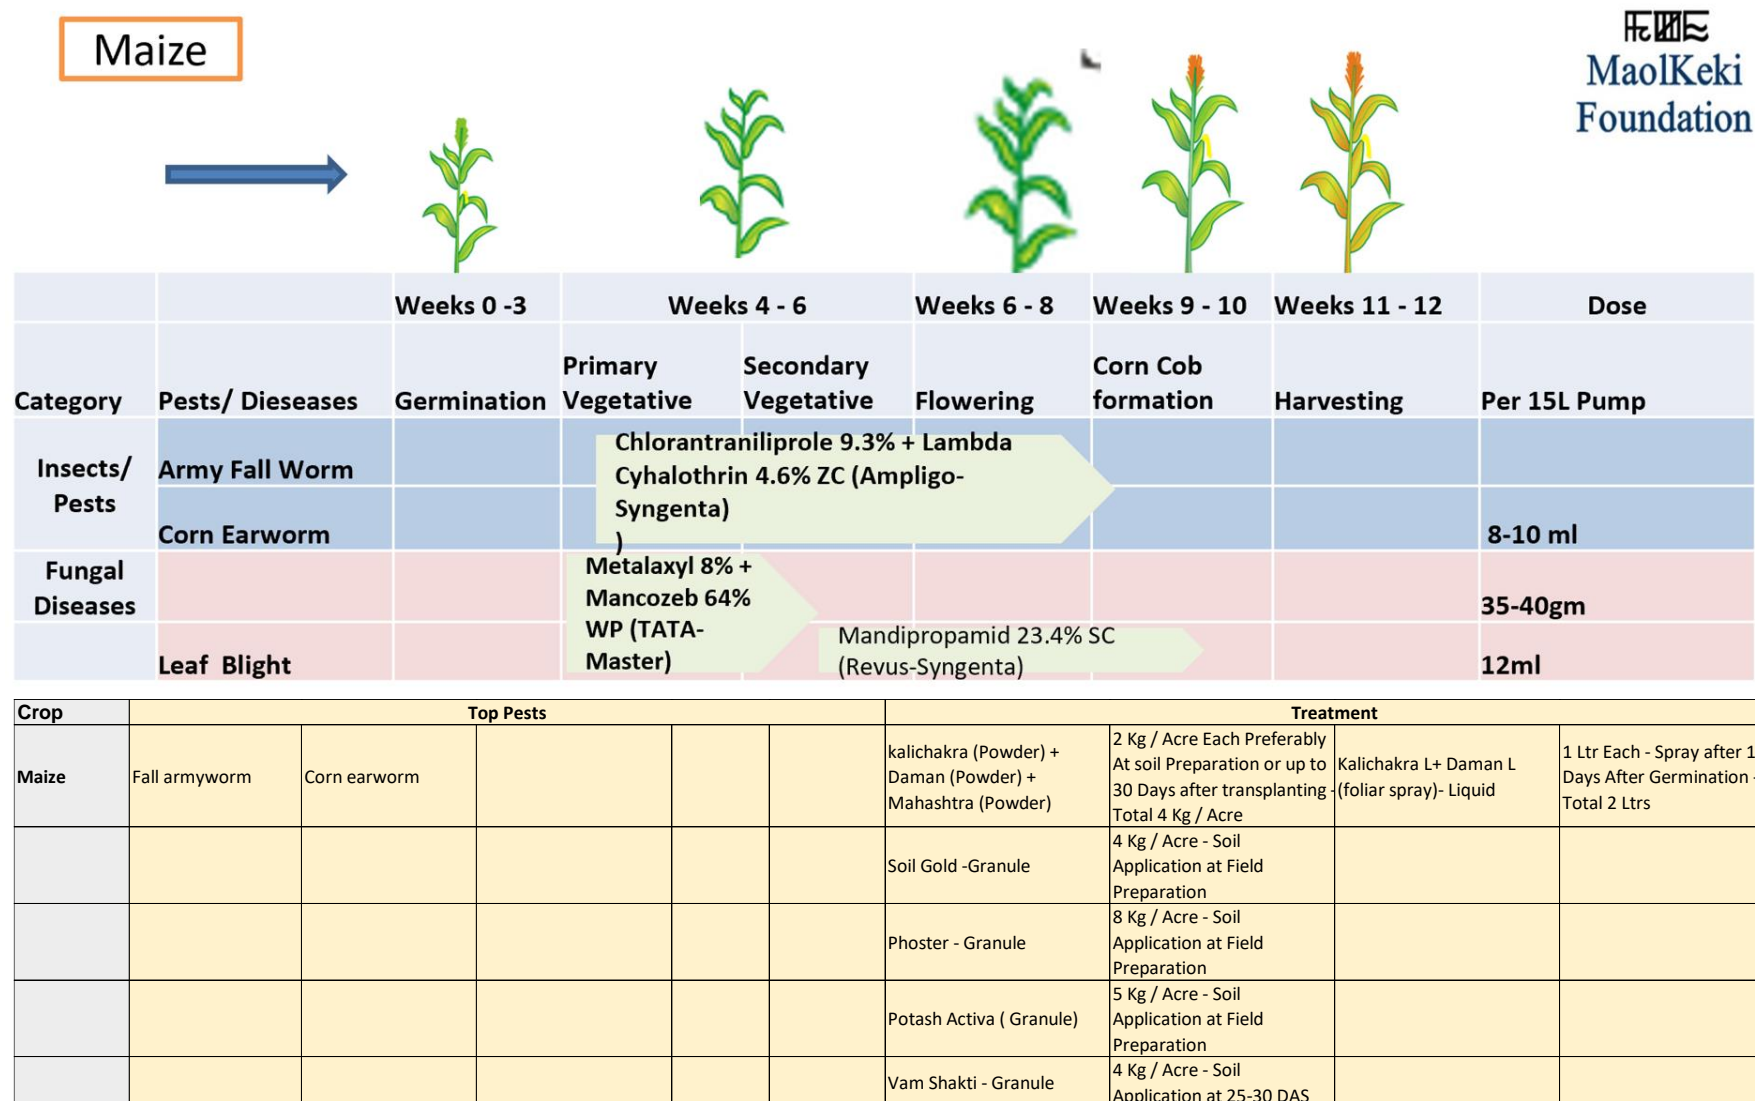 Maize
MaolKeki
Foundation
Weeks 0 -3
Weeks 4 - 6
Weeks 6 - 8
Weeks 9 - 10
Weeks 11 - 12
Dose
Category
Pests/ Dieseases
Germination
Primary
Vegetative
Secondary
Vegetative
Flowering
Corn Cob
formation
Harvesting
Per 15L Pump
Insects/
Pests
Army Fall Worm
Chlorantraniliprole 9.3% + Lambda
Cyhalothrin 4.6% ZC (Ampligo-
Syngenta)
)
Corn Earworm
8-10 ml
Fungal
Diseases
Metalaxyl 8% +
Mancozeb 64%
WP (TATA-
Master)
35-40gm
Leaf Blight
Mandipropamid 23.4% SC
(Revus-Syngenta)
12ml
Crop
Top Pests
Treatment
Maize
Fall armyworm
Corn earworm
kalichakra (Powder) +
Daman (Powder) +
Mahashtra (Powder)
2 Kg / Acre Each Preferably
At soil Preparation or up to
30 Days after transplanting -
Total 4 Kg / Acre
Kalichakra L+ Daman L
(foliar spray)- Liquid
1 Ltr Each - Spray after 1
Days After Germination -
Total 2 Ltrs
Soil Gold -Granule
4 Kg / Acre - Soil
Application at Field
Preparation
Phoster - Granule
8 Kg / Acre - Soil
Application at Field
Preparation
Potash Activa ( Granule)
5 Kg / Acre - Soil
Application at Field
Preparation
Vam Shakti - Granule
4 Kg / Acre - Soil
Application at 25-30 DAS